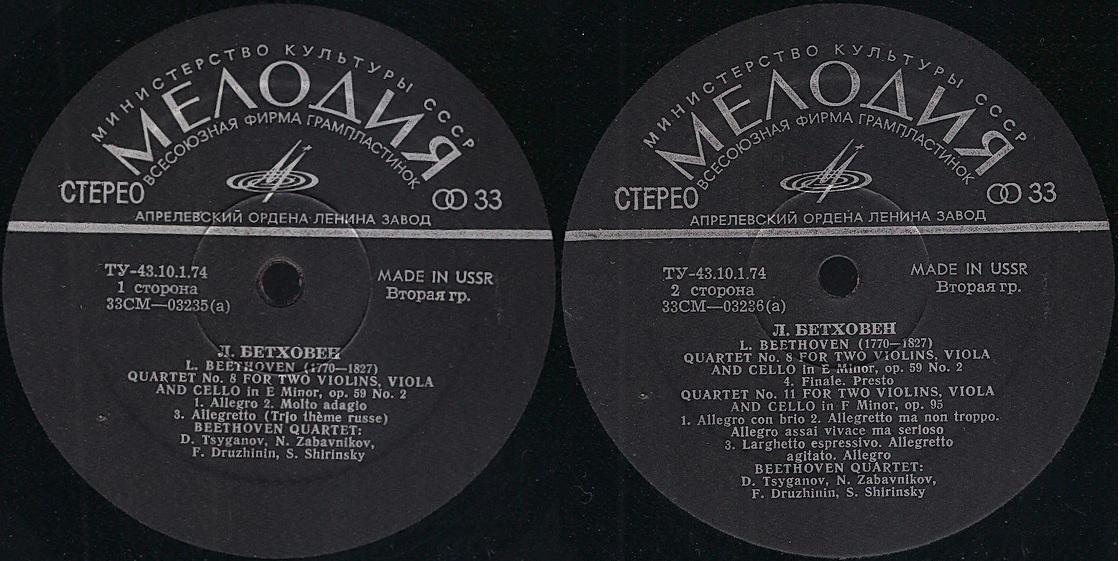 МИНИСТЕРСТВО КУЛЬТУРЫ СССР
МЕЛОДИЯ
ВСЕСОЮЗНАЯ ФИРМА ГРАМПЛАСТИНОК
СТЕРЕО
33
АПРЕЛЕВСКИЙ ОРДЕНА ЛЕНИНА ЗАВОД
ТУ-43.10.1.74
1 сторона
33СМ—03235(а)
MADE IN USSR
Вторая гр.
Л. БЕТХОВЕН
L. BEETHOVEN (1770—1827)
QUARTET No. 8 FOR TWO VIOLINS, VIOLA
AND CELLO in E Minor, op. 59 No. 2
1. Allegro 2. Molto adagio
3. Allegretto (Trio thème russe)
BEETHOVEN QUARTET:
D. Tsyganov, N. Zabavnikov,
F. Druzhinin, S. Shirinsky
МИНИСТЕРСТВО КУЛЬТУРЫ СССР
МЕЛОДИЯ
ВСЕСОЮЗНАЯ ФИРМА ГРАМПЛАСТИНОК
СТЕРЕО
33
АПРЕЛЕВСКИЙ ОРДЕНА ЛЕНИНА ЗАВОД
ТУ-43.10.1.74
2 сторона
33СМ—03236(а)
MADE IN USSR
Вторая гр.
Л. БЕТХОВЕН
L. BEETHOVEN (1770—1827)
QUARTET No. 8 FOR TWO VIOLINS, VIOLA
AND CELLO in E Minor, op. 59 No. 2
4. Finale. Presto
QUARTET No. 11 FOR TWO VIOLINS, VIOLA
AND CELLO in F Minor, op. 95
1. Allegro con brio 2. Allegretto ma non troppo.
Allegro assai vivace ma serioso
3. Larghetto espressivo. Allegretto
agitato. Allegro
BEETHOVEN QUARTET:
D. Tsyganov, N. Zabavnikov,
F. Druzhinin, S. Shirinsky